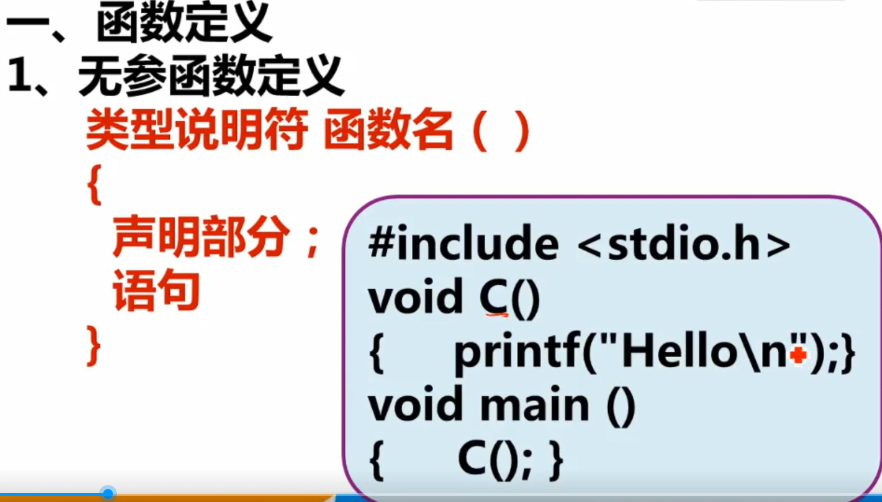 一、函数定义
1、无参函数定义
类型说明符 函数名（ ）
{
声明部分；
语句
}
#include <stdio.h>
void C()
{ printf("Hello\n");}
void main ()
{ C(); }